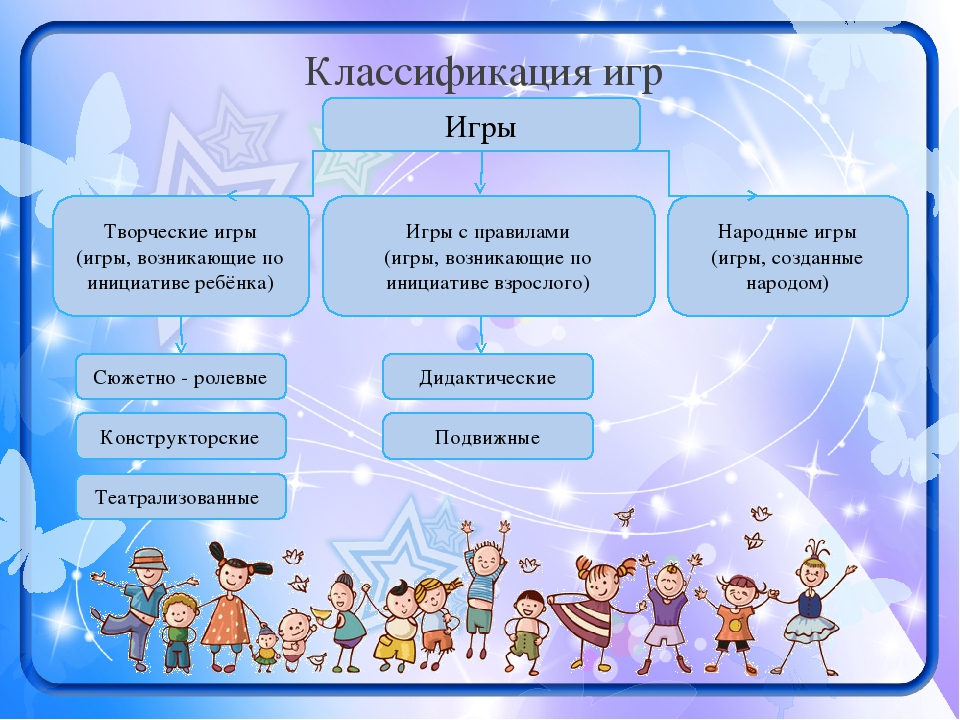 Классификация игр
Игры
Творческие игры
(игры, возникающие по
инициативе ребёнка)
Игры с правилами
(игры, возникающие по
инициативе взрослого)
Народные игры
(игры, созданные
народом)
Сюжетно - ролевые
Дидактические
Конструкторские
Подвижные
Театрализованные